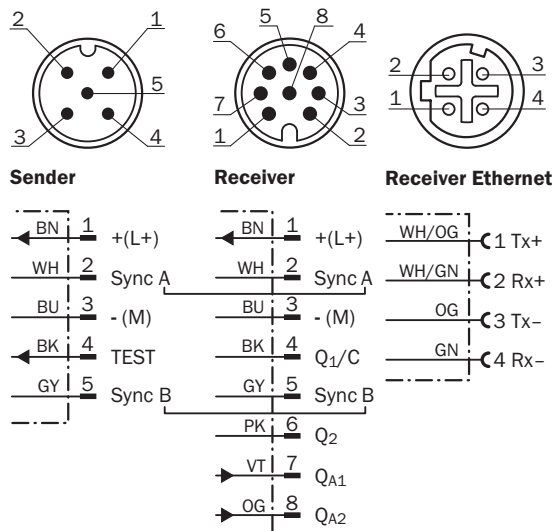 2 1 5 3 4
5 8 6 4 7 3 1 2
2 3 1 4
Sender
BN 1 +(L+)
WH 2 Sync A
BU 3 - (M)
BK 4 TEST
GY 5 Sync B
Receiver
BN 1 +(L+)
WH 2 Sync A
BU 3 - (M)
BK 4 Q1/C
GY 5 Sync B
PK 6 Q2
VT 7 QA1
OG 8 QA2
Receiver Ethernet
WH/OG 1 Tx+
WH/GN 2 Rx+
OG 3 Tx–
GN 4 Rx–